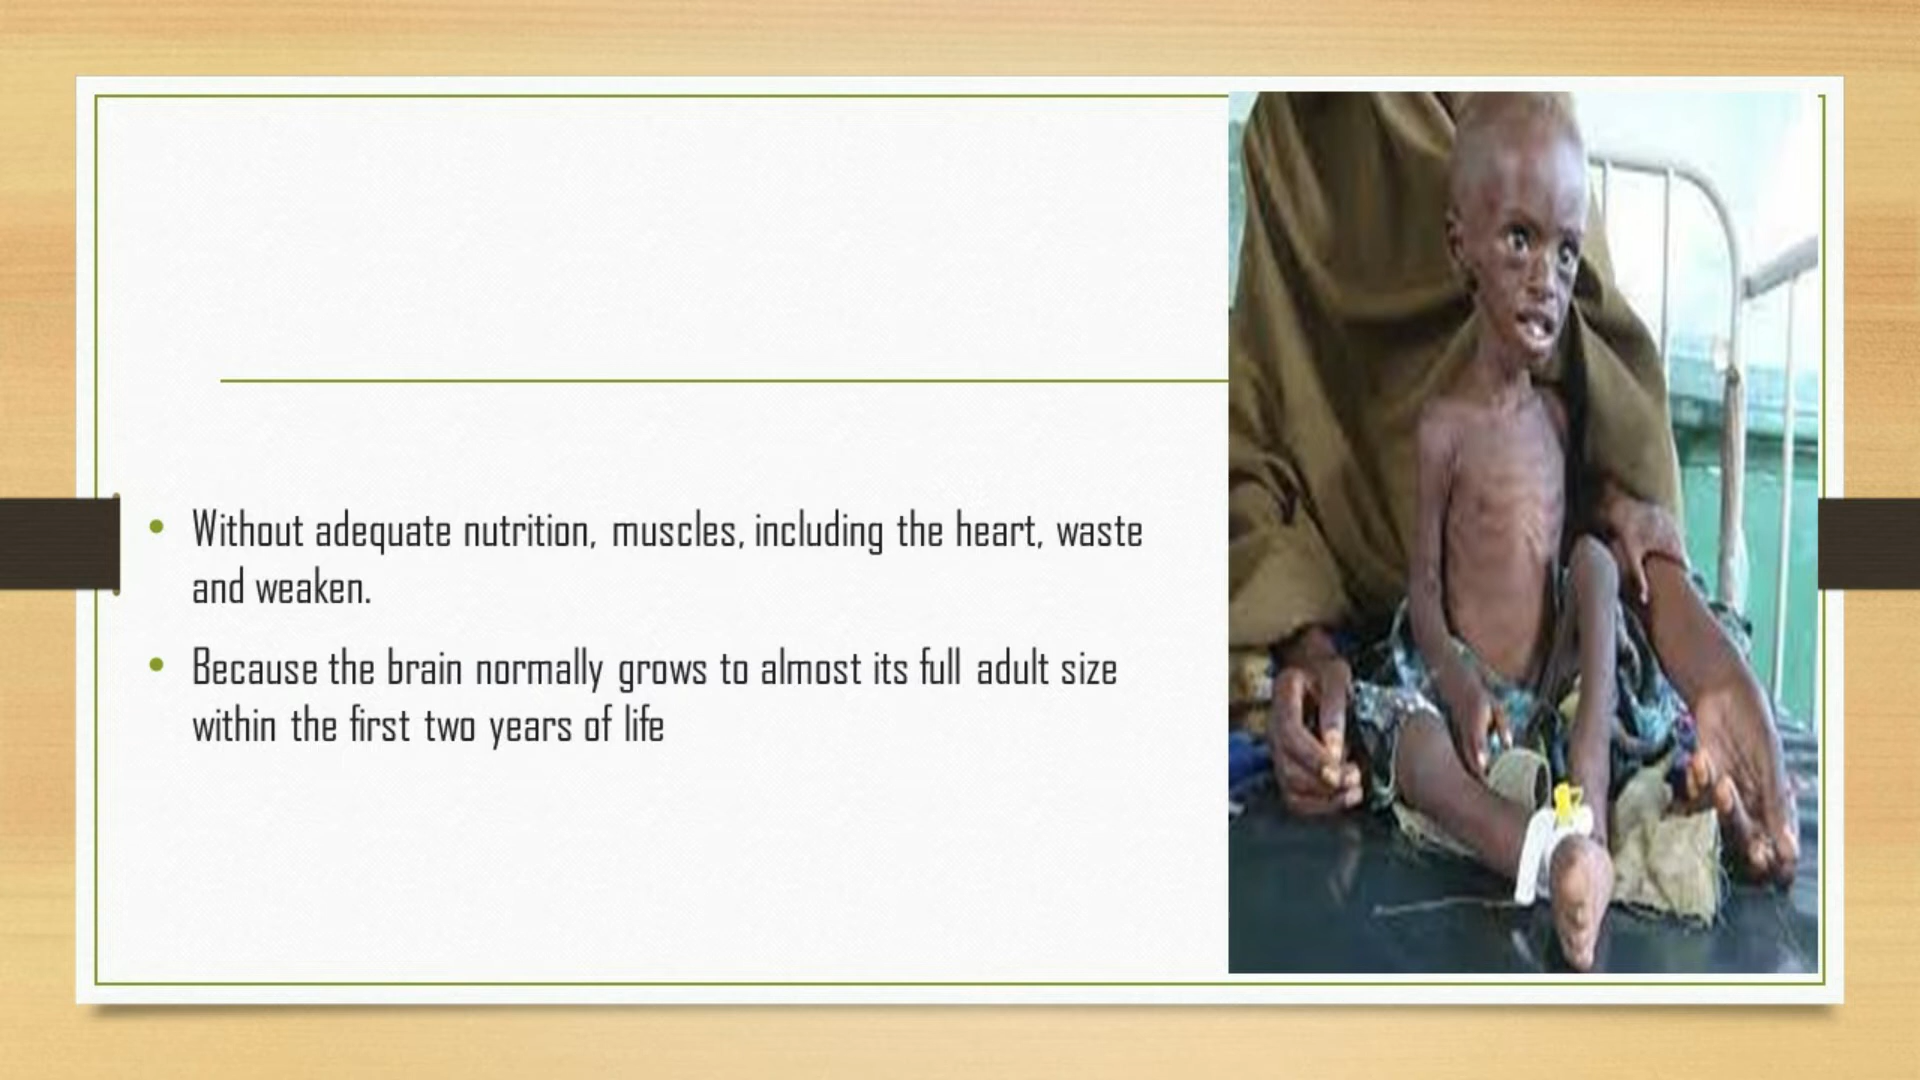 Without adequate nutrition, muscles, including the heart, waste
and weaken.
Because the brain normally grows to almost its full adult size
within the first two years of life